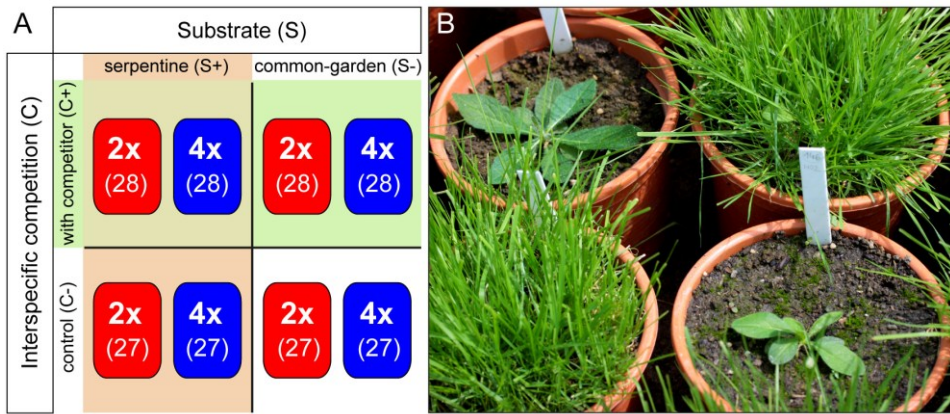 A
Substrate (S)
serpentine (S+)
common-garden (S-)
Interspecific competition (C)
with competitor (C+)
2x
(28)
4x
(28)
2x
(28)
4x
(28)
control (C-)
2x
(27)
4x
(27)
2x
(27)
4x
(27)
B